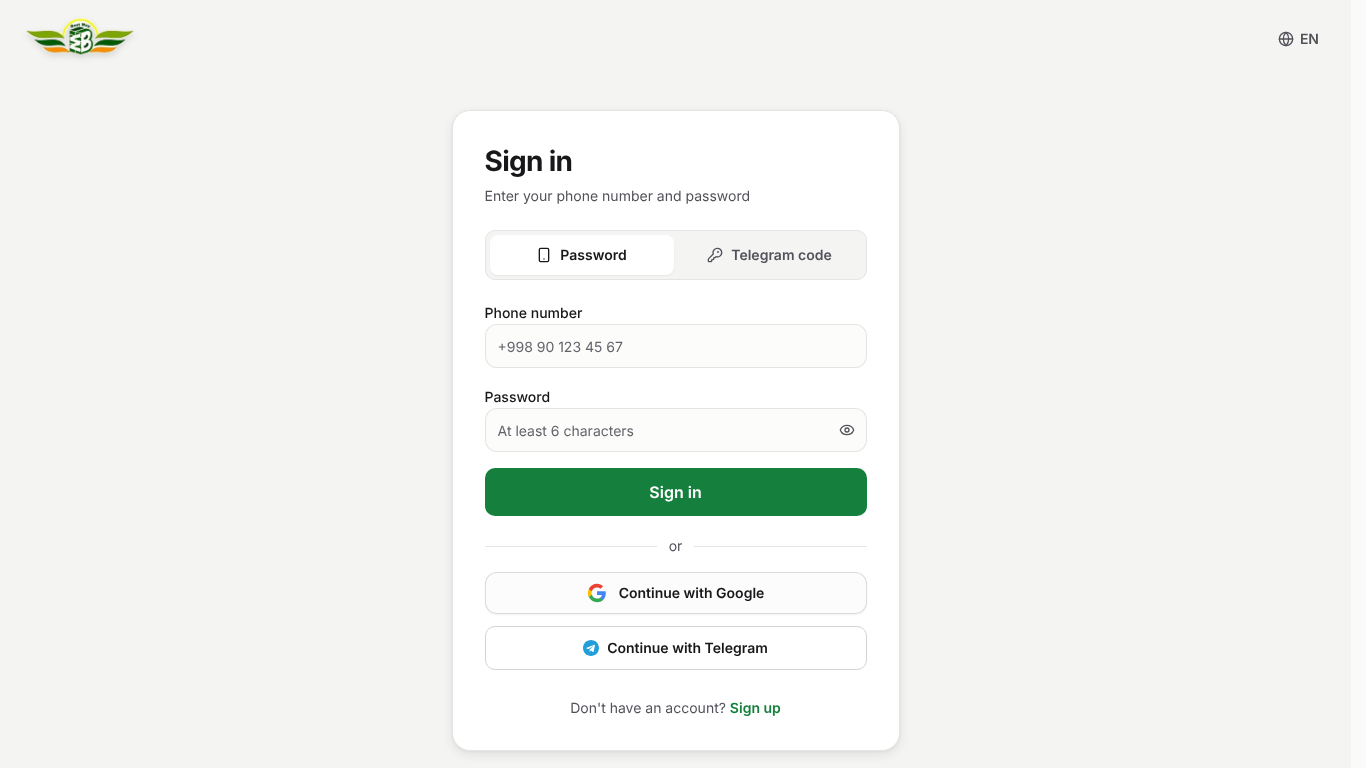 Best Way
EN
Sign in
Enter your phone number and password
Password
Telegram code
Phone number
+998 90 123 45 67
Password
At least 6 characters
Sign in
or
Continue with Google
Continue with Telegram
Don't have an account? Sign up